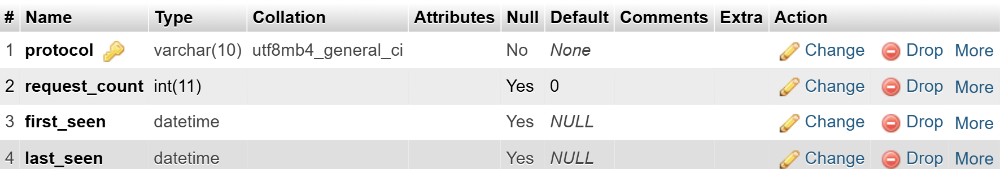 # Name Type Collation Attributes Null Default Comments Extra Action
1 protocol varchar(10) utf8mb4_general_ci No None Change Drop More
2 request_count int(11) Yes 0 Change Drop More
3 first_seen datetime Yes NULL Change Drop More
4 last_seen datetime Yes NULL Change Drop More